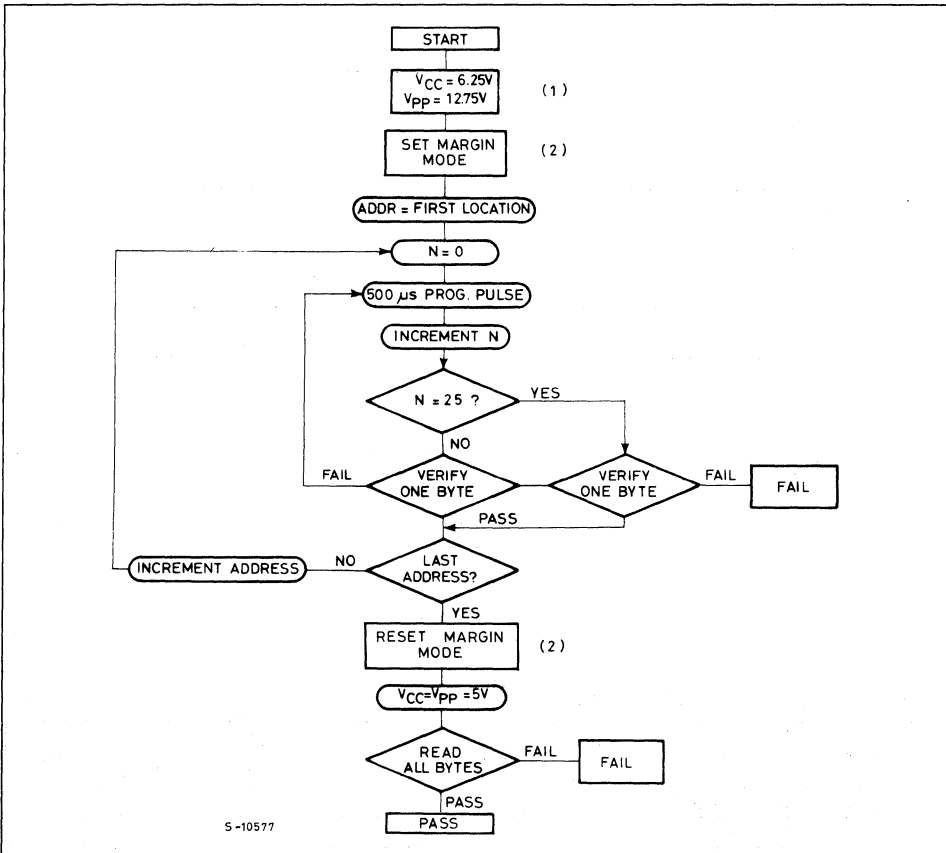 START
VCC = 6.25V
VPP = 12.75V
(1)
SET MARGIN
MODE
(2)
ADDR = FIRST LOCATION
N = 0
500 µs PROG. PULSE
INCREMENT N
N = 25 ?
YES
NO
FAIL
VERIFY
ONE BYTE
VERIFY
ONE BYTE
FAIL
FAIL
PASS
INCREMENT ADDRESS
NO
LAST
ADDRESS?
YES
RESET MARGIN
MODE
(2)
VCC=VPP =5V
READ
ALL BYTES
FAIL
FAIL
PASS
PASS
S-10577